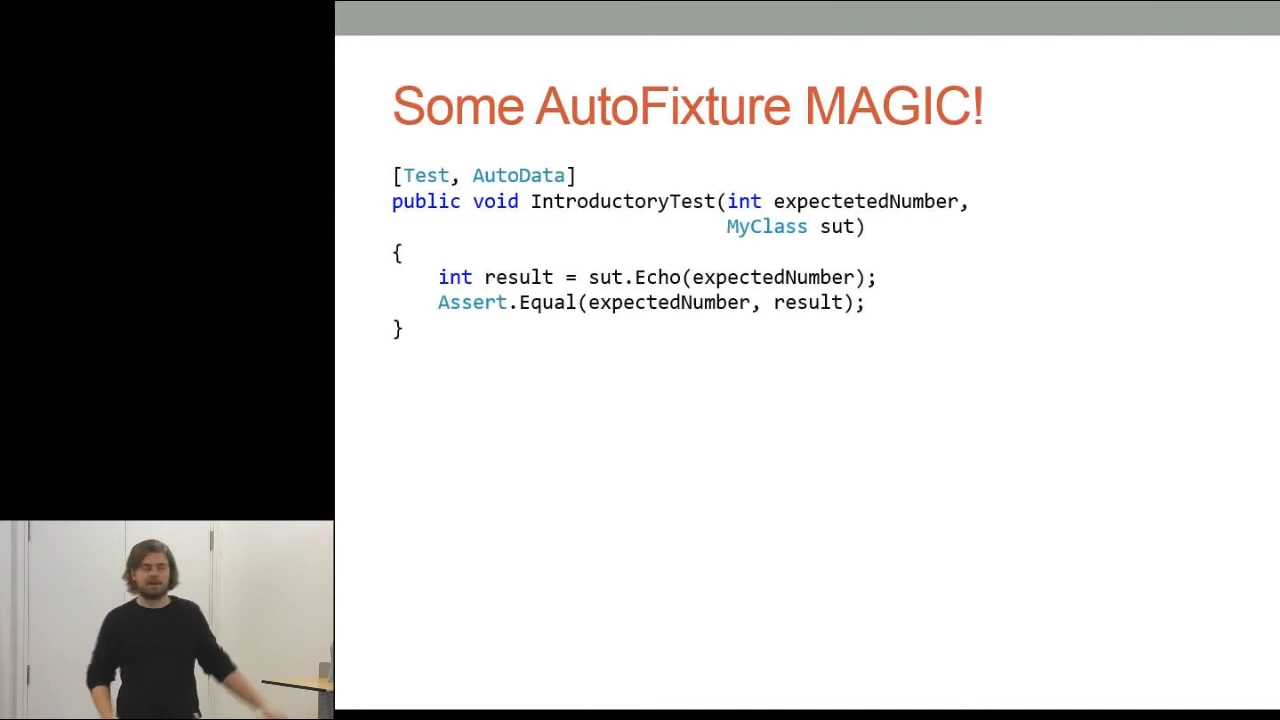 Some AutoFixture MAGIC!
[Test, AutoData]
public void IntroductoryTest(int expectetedNumber,
MyClass sut)
{
int result = sut.Echo(expectedNumber);
Assert.Equal(expectedNumber, result);
}